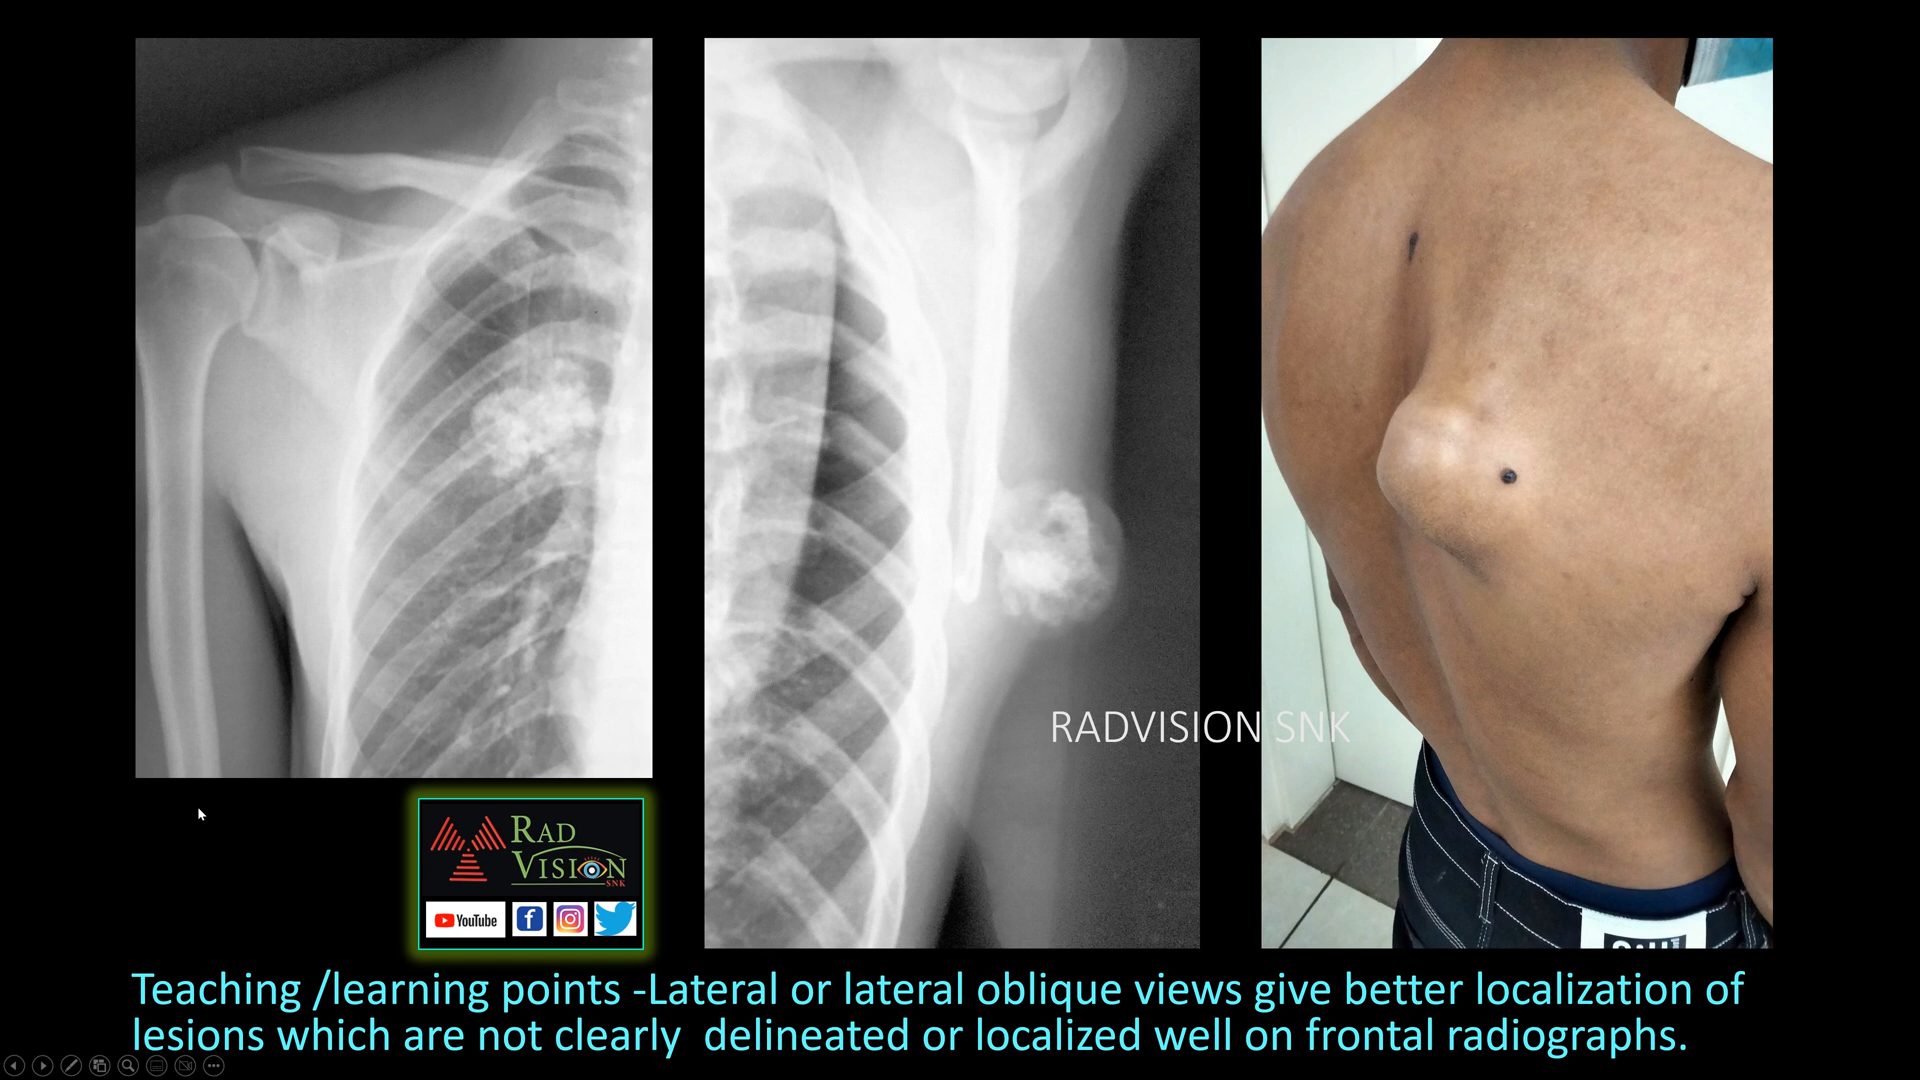 RADVISION SNK
RAD
VISION
SNK
YouTube
Teaching /learning points -Lateral or lateral oblique views give better localization of
lesions which are not clearly delineated or localized well on frontal radiographs.